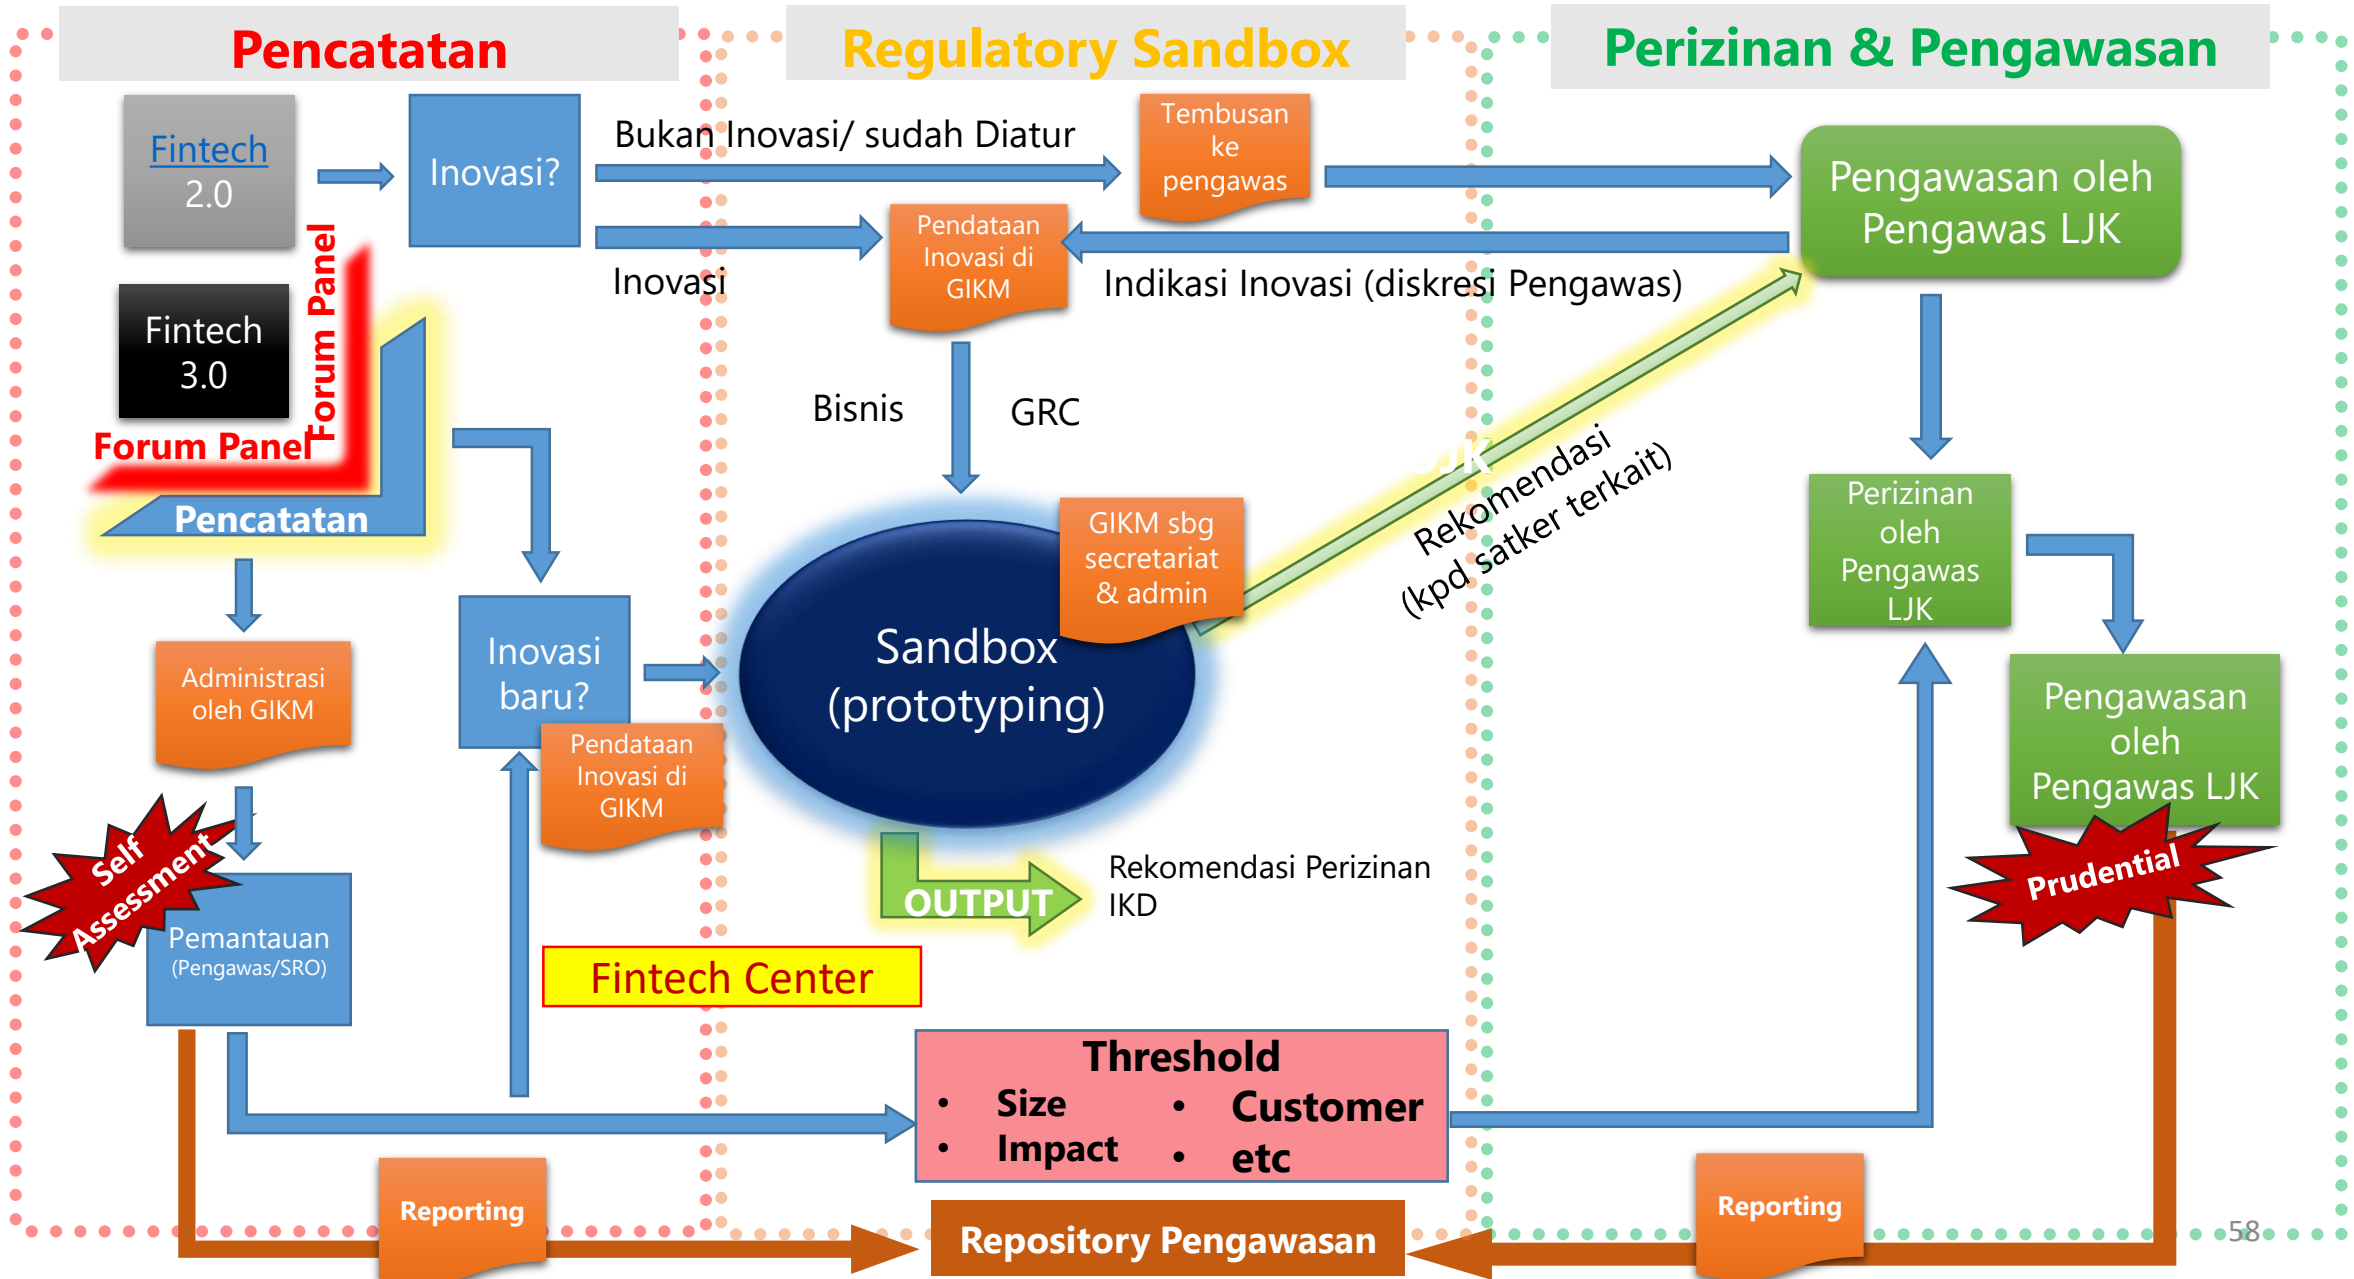 Pencatatan
Regulatory Sandbox
Perizinan & Pengawasan
Fintech
2.0
Inovasi?
Bukan Inovasi/ sudah Diatur
Tembusan
ke
pengawas
Pengawasan oleh
Pengawas LJK
Inovasi
Pendataan
Inovasi di
GIKM
Indikasi Inovasi (diskresi Pengawas)
Fintech
3.0
Forum Panel
Forum Panel
Pencatatan
Bisnis
GRC
OJK
Rekomendasi
(kpd satker terkait)
GIKM sbg
secretariat
& admin
Sandbox
(prototyping)
Perizinan
oleh
Pengawas
LJK
Administrasi
oleh GIKM
Inovasi
baru?
Pendataan
Inovasi di
GIKM
Pengawasan
oleh
Pengawas LJK
Self
Assessment
Prudential
Pemantauan
(Pengawas/SRO)
OUTPUT
Rekomendasi Perizinan
IKD
Fintech Center
Threshold
• Size
• Impact
• Customer
• etc
Reporting
Repository Pengawasan
Reporting
58